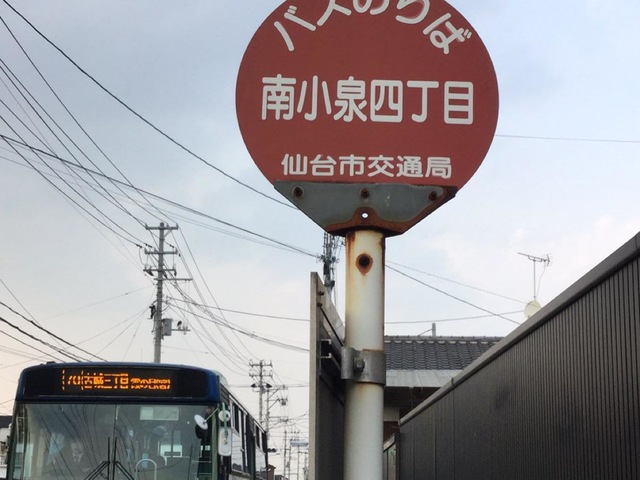 バスのりば
南小泉四丁目
仙台市交通局